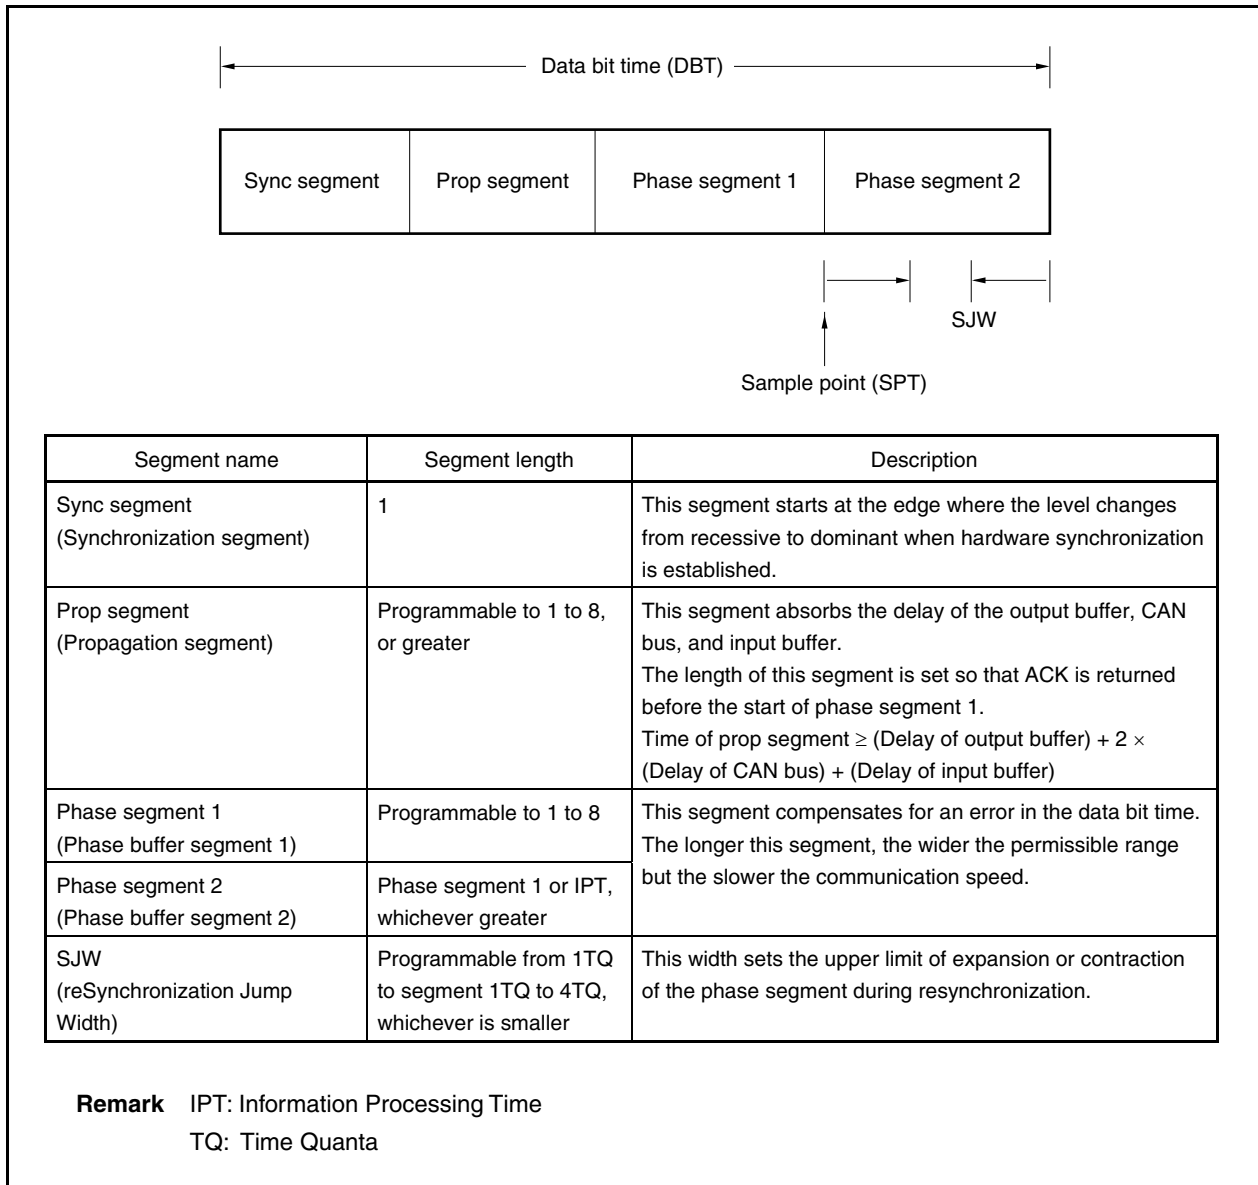 Data bit time (DBT)
Sync segment
Prop segment
Phase segment 1
Phase segment 2
SJW
Sample point (SPT)
Segment name
Segment length
Description
Sync segment
(Synchronization segment)
1
This segment starts at the edge where the level changes
from recessive to dominant when hardware synchronization
is established.
Prop segment
(Propagation segment)
Programmable to 1 to 8,
or greater
This segment absorbs the delay of the output buffer, CAN
bus, and input buffer.
The length of this segment is set so that ACK is returned
before the start of phase segment 1.
Time of prop segment ≥ (Delay of output buffer) + 2 ×
(Delay of CAN bus) + (Delay of input buffer)
Phase segment 1
(Phase buffer segment 1)
Programmable to 1 to 8
This segment compensates for an error in the data bit time.
The longer this segment, the wider the permissible range
but the slower the communication speed.
Phase segment 2
(Phase buffer segment 2)
Phase segment 1 or IPT,
whichever greater
SJW
(reSynchronization Jump
Width)
Programmable from 1TQ
to segment 1TQ to 4TQ,
whichever is smaller
This width sets the upper limit of expansion or contraction
of the phase segment during resynchronization.
Remark IPT: Information Processing Time
TQ: Time Quanta